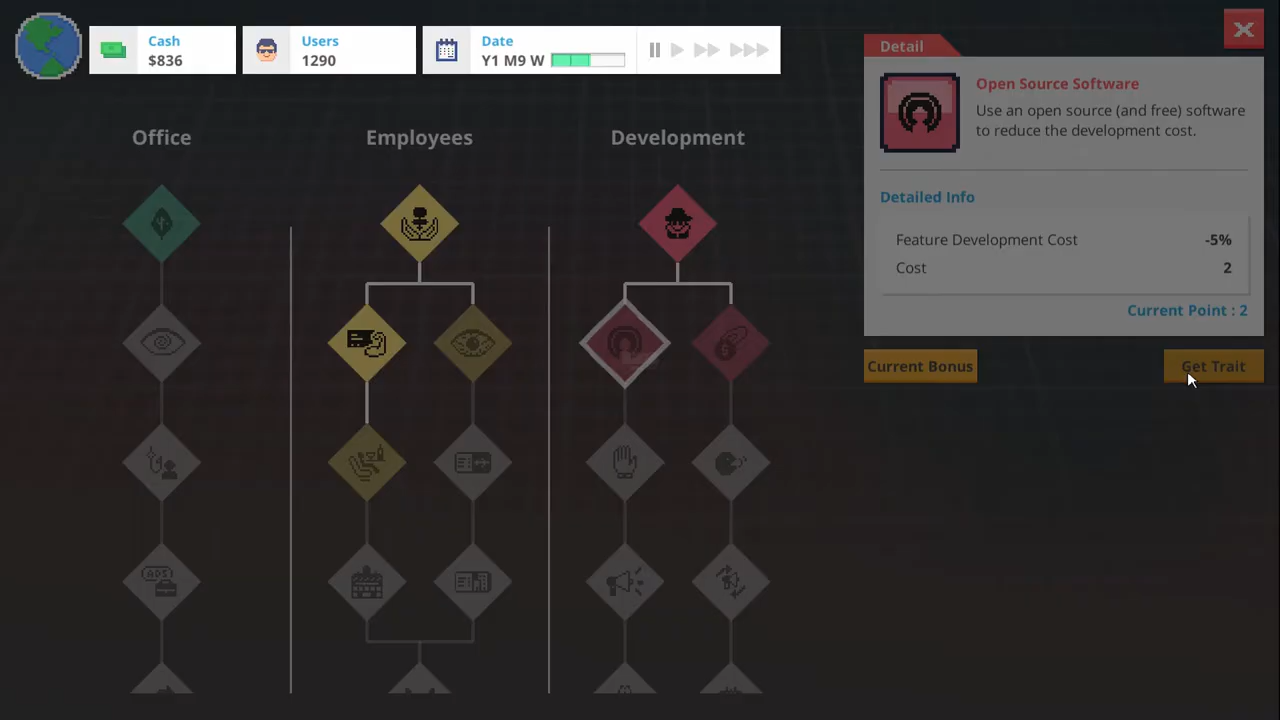 Cash
$836
Users
1290
Date
Y1 M9 W
Office
Employees
Development
ADS
Detail
Open Source Software
Use an open source (and free) software
to reduce the development cost.
Detailed Info
Feature Development Cost -5%
Cost 2
Current Point : 2
Current Bonus
Get Trait